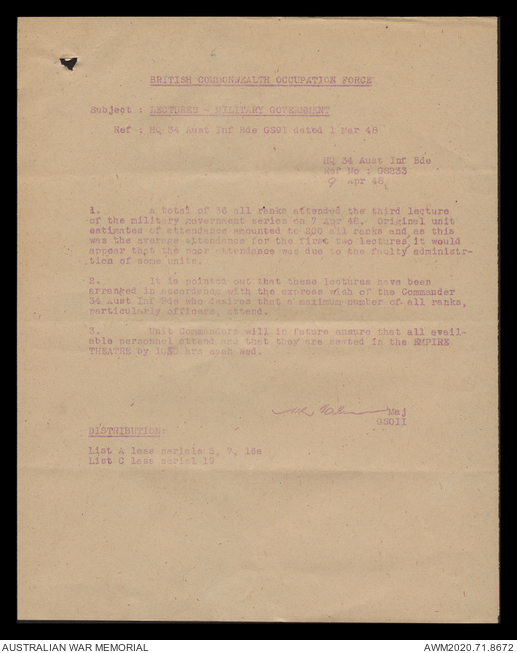 BRITISH COMMONWEALTH OCCUPATION FORCE
Subject : LECTURES - MILITARY GOVERNMENT
Ref : HQ 34 Aust Inf Bde GS91 dated 1 Mar 48
HQ 34 Aust Inf Bde
Ref No : GS233
9 Apr 48
1. A total of 96 all ranks attended the third lecture
of the military government series on 7 Apr 48. Original unit
estimates of attendance amounted to 200 all ranks and as this
was the average attendance for the first two lectures it would
appear that the poor attendance was due to the faulty administr-
tion of some units.
2. It is pointed out that these lectures have been
arranged in accordance with the express wish of the Commander
34 Aust Inf Bde who desires that a maximum number of all ranks,
particularly officers, attend.
3. Unit Commanders will in future ensure that all avail-
able personnel attend and that they are seated in the EMPIRE
THEATRE by hrs each Wed.
Maj
GSOII
DISTRIBUTION:
List A less serials 5, 7, 15a
List C less serial 19
AUSTRALIAN WAR MEMORIAL
AWM2020.71.8672